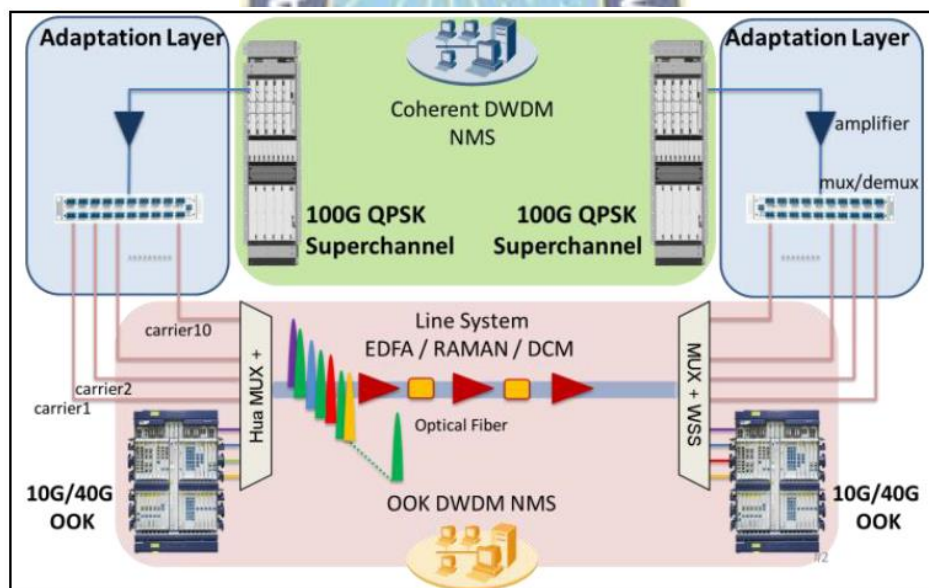 Adaptation Layer
Coherent DWDM
NMS
Adaptation Layer
amplifier
mux/demux
100G QPSK
Superchannel
100G QPSK
Superchannel
carrier10
carrier2
carrier1
Hua MUX +
Line System
EDFA / RAMAN / DCM
Optical Fiber
MUX + WSS
10G/40G
OOK
OOK DWDM NMS
10G/40G
OOK
#2